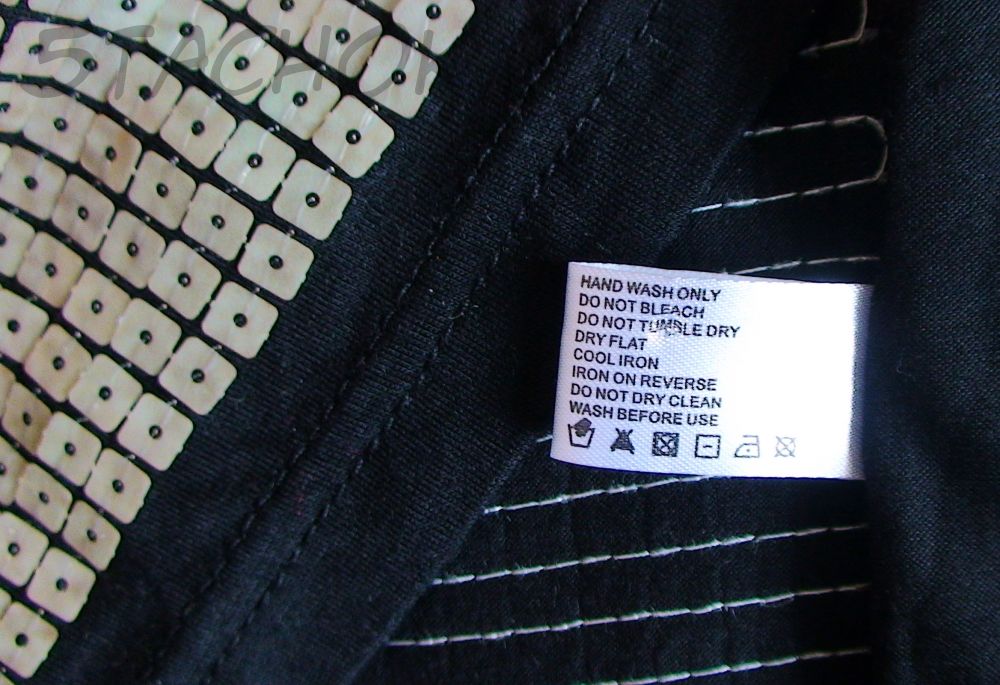 5TACHO
HAND WASH ONLY
DO NOT BLEACH
DO NOT TUMBLE DRY
DRY FLAT
COOL IRON
IRON ON REVERSE
DO NOT DRY CLEAN
WASH BEFORE USE